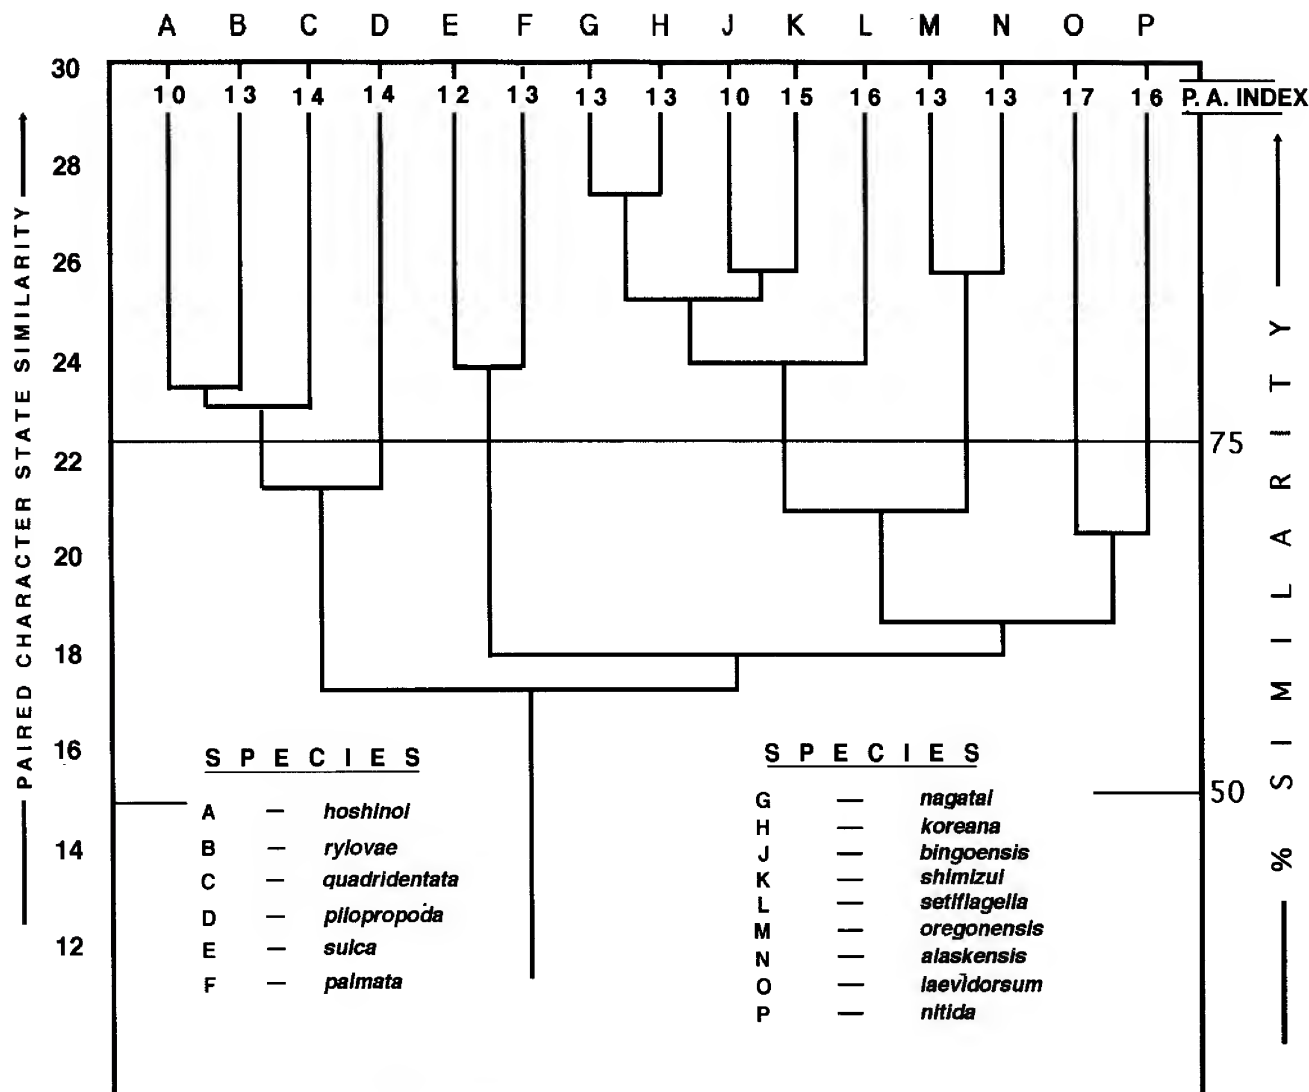 A B C D E F G H J K L M N O P
30
10 13 14 14 12 13 13 13 10 15 16 13 13 17 16 P. A. INDEX
28
26
24
22
20
18
16
14
12
PAIRED CHARACTER STATE SIMILARITY
75
50
% SIMILARITY
SPECIES
A — hoshinoi
B — rylovae
C — quadridentata
D — pilopropoda
E — sulca
F — palmata
SPECIES
G — nagatai
H — koreana
J — bingoensis
K — shimizui
L — setiflagella
M — oregonensis
N — alaskensis
O — laevidorsum
P — nitida